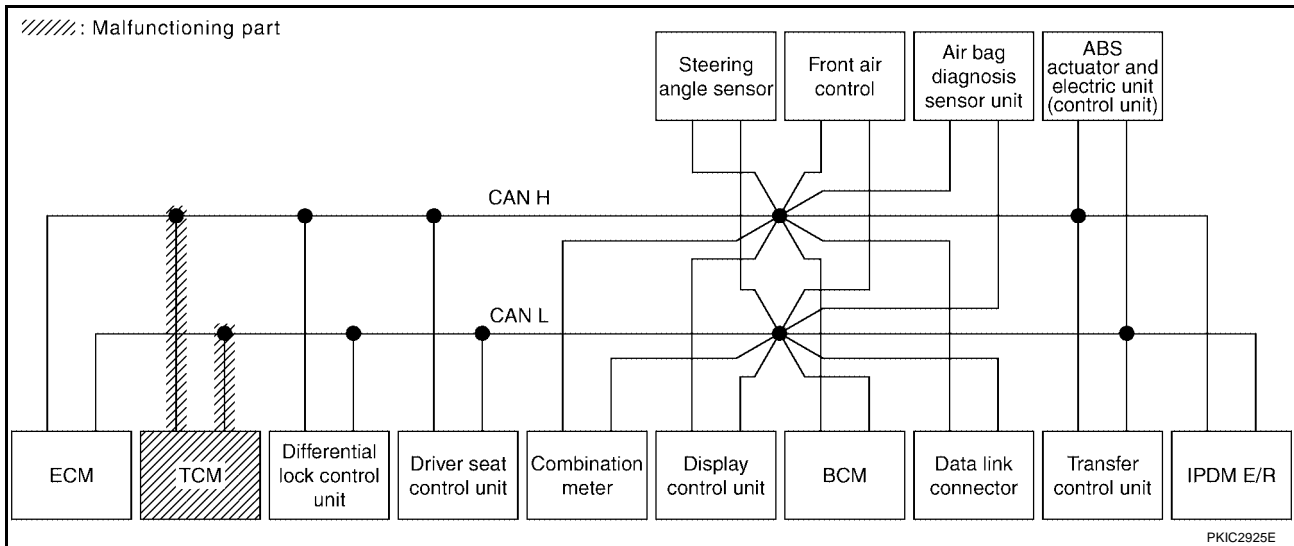 : Malfunctioning part
Steering
angle sensor
Front air
control
Air bag
diagnosis
sensor unit
ABS
actuator and
electric unit
(control unit)
CAN H
CAN L
ECM
TCM
Differential
lock control
unit
Driver seat
control unit
Combination
meter
Display
control unit
BCM
Data link
connector
Transfer
control unit
IPDM E/R
PKIC2925E